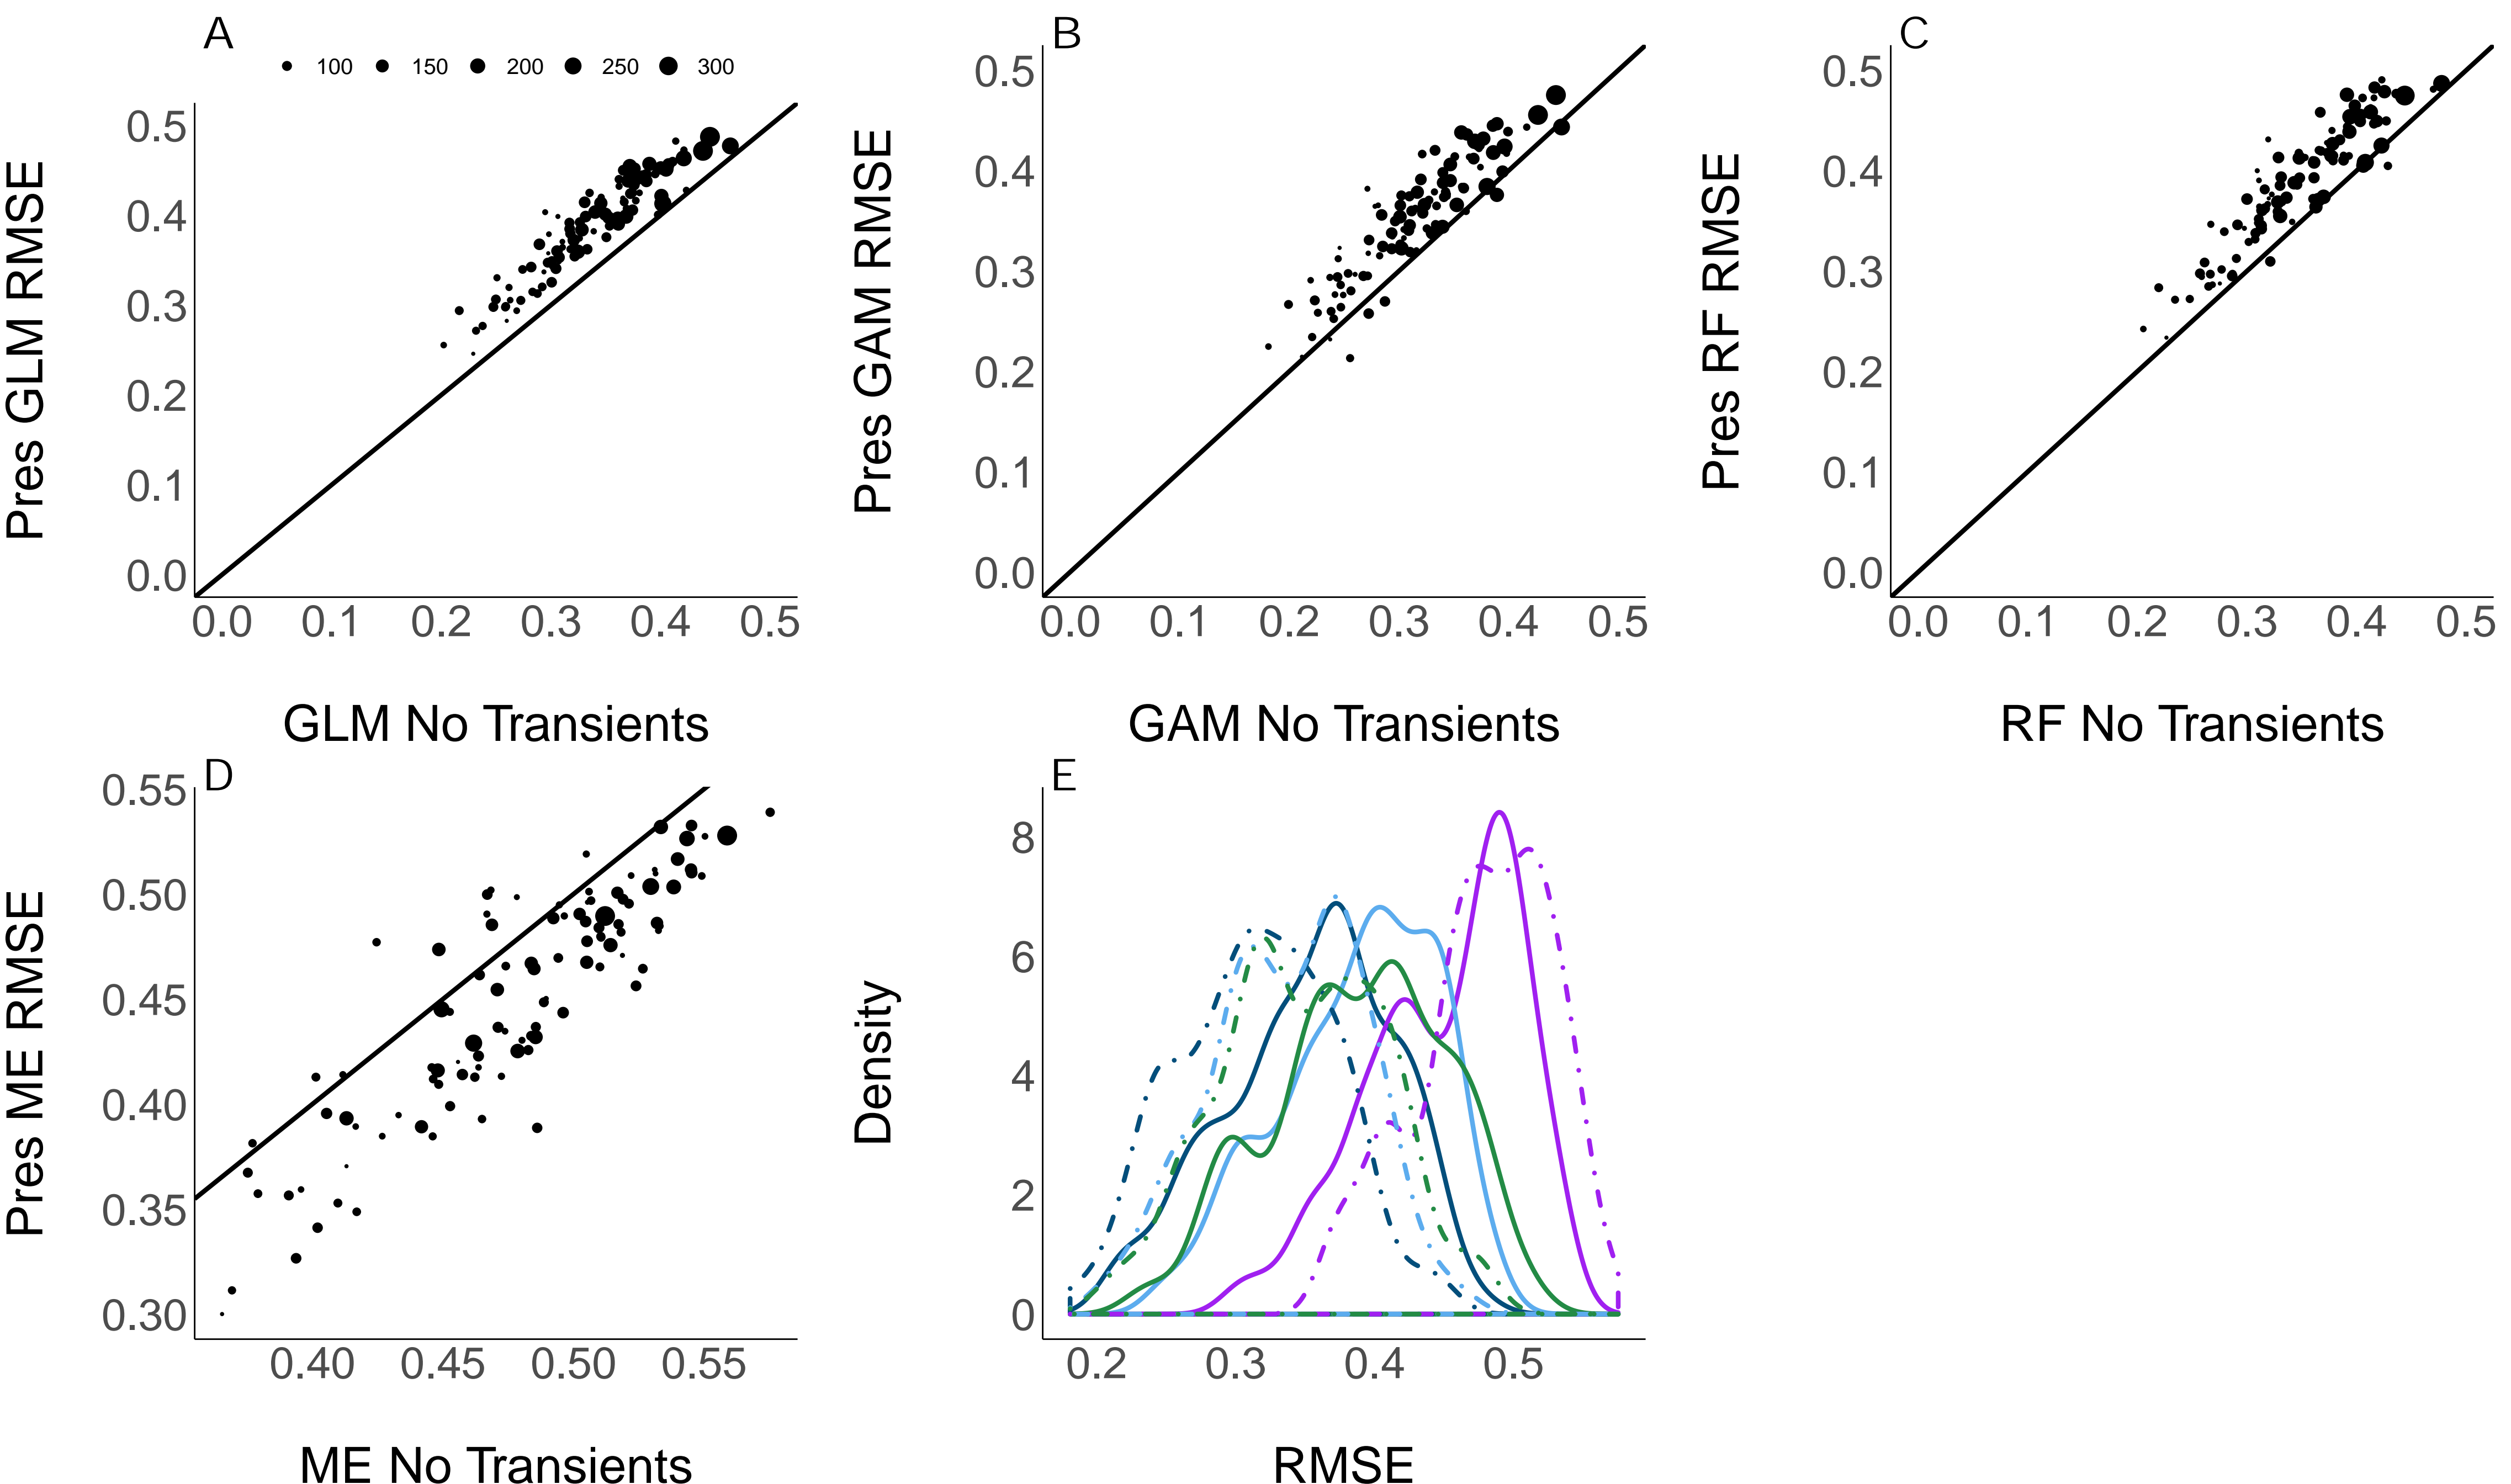 A
100 150 200 250 300
Pres GLM RMSE
0.5
0.4
0.3
0.2
0.1
0.0
0.0 0.1 0.2 0.3 0.4 0.5
GLM No Transients
B
Pres GAM RMSE
0.5
0.4
0.3
0.2
0.1
0.0
0.0 0.1 0.2 0.3 0.4 0.5
GAM No Transients
C
Pres RF RMSE
0.5
0.4
0.3
0.2
0.1
0.0
0.0 0.1 0.2 0.3 0.4 0.5
RF No Transients
D
Pres ME RMSE
0.55
0.50
0.45
0.40
0.35
0.30
0.40 0.45 0.50 0.55
ME No Transients
E
Density
8
6
4
2
0
0.2 0.3 0.4 0.5
RMSE